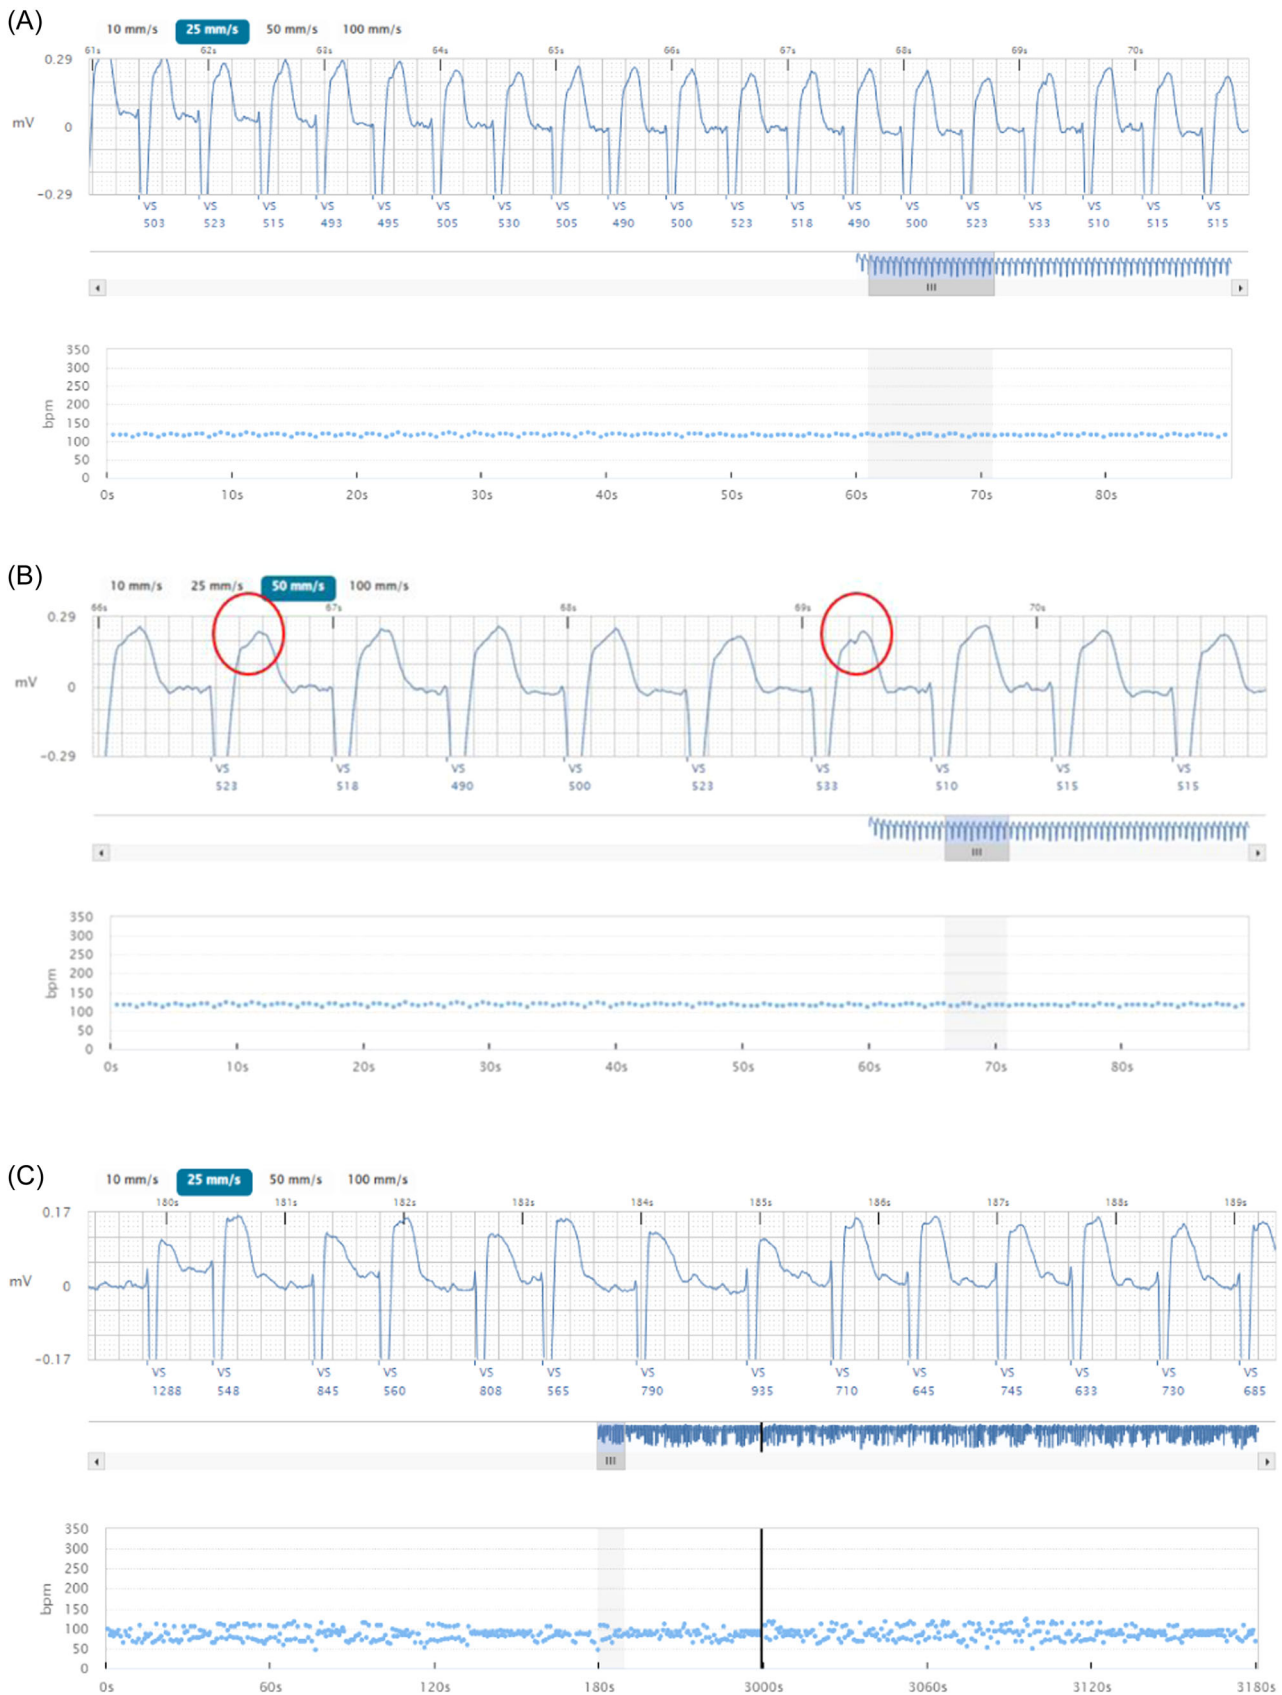 (A)
10 mm/s 25 mm/s 50 mm/s 100 mm/s
61s 62s 63s 64s 65s 66s 67s 68s 69s 70s
0.29
mV 0
−0.29
VS VS VS VS VS VS VS VS VS VS VS VS VS VS VS VS VS VS VS
503 523 515 493 495 505 530 505 490 500 523 518 490 500 523 533 510 515 515
350
300
250
200
150
100
50
0
bpm
0s 10s 20s 30s 40s 50s 60s 70s 80s
(B)
10 mm/s 25 mm/s 50 mm/s 100 mm/s
66s 67s 68s 69s 70s
0.29
mV 0
−0.29
VS VS VS VS VS VS VS VS VS
523 518 490 500 523 533 510 515 515
350
300
250
200
150
100
50
0
bpm
0s 10s 20s 30s 40s 50s 60s 70s 80s
(C)
10 mm/s 25 mm/s 50 mm/s 100 mm/s
180s 181s 182s 183s 184s 185s 186s 187s 188s 189s
0.17
mV 0
−0.17
VS VS VS VS VS VS VS VS VS VS VS VS VS VS
1288 548 845 560 808 565 790 935 710 645 745 633 730 685
350
300
250
200
150
100
50
0
bpm
0s 60s 120s 180s 3000s 3060s 3120s 3180s